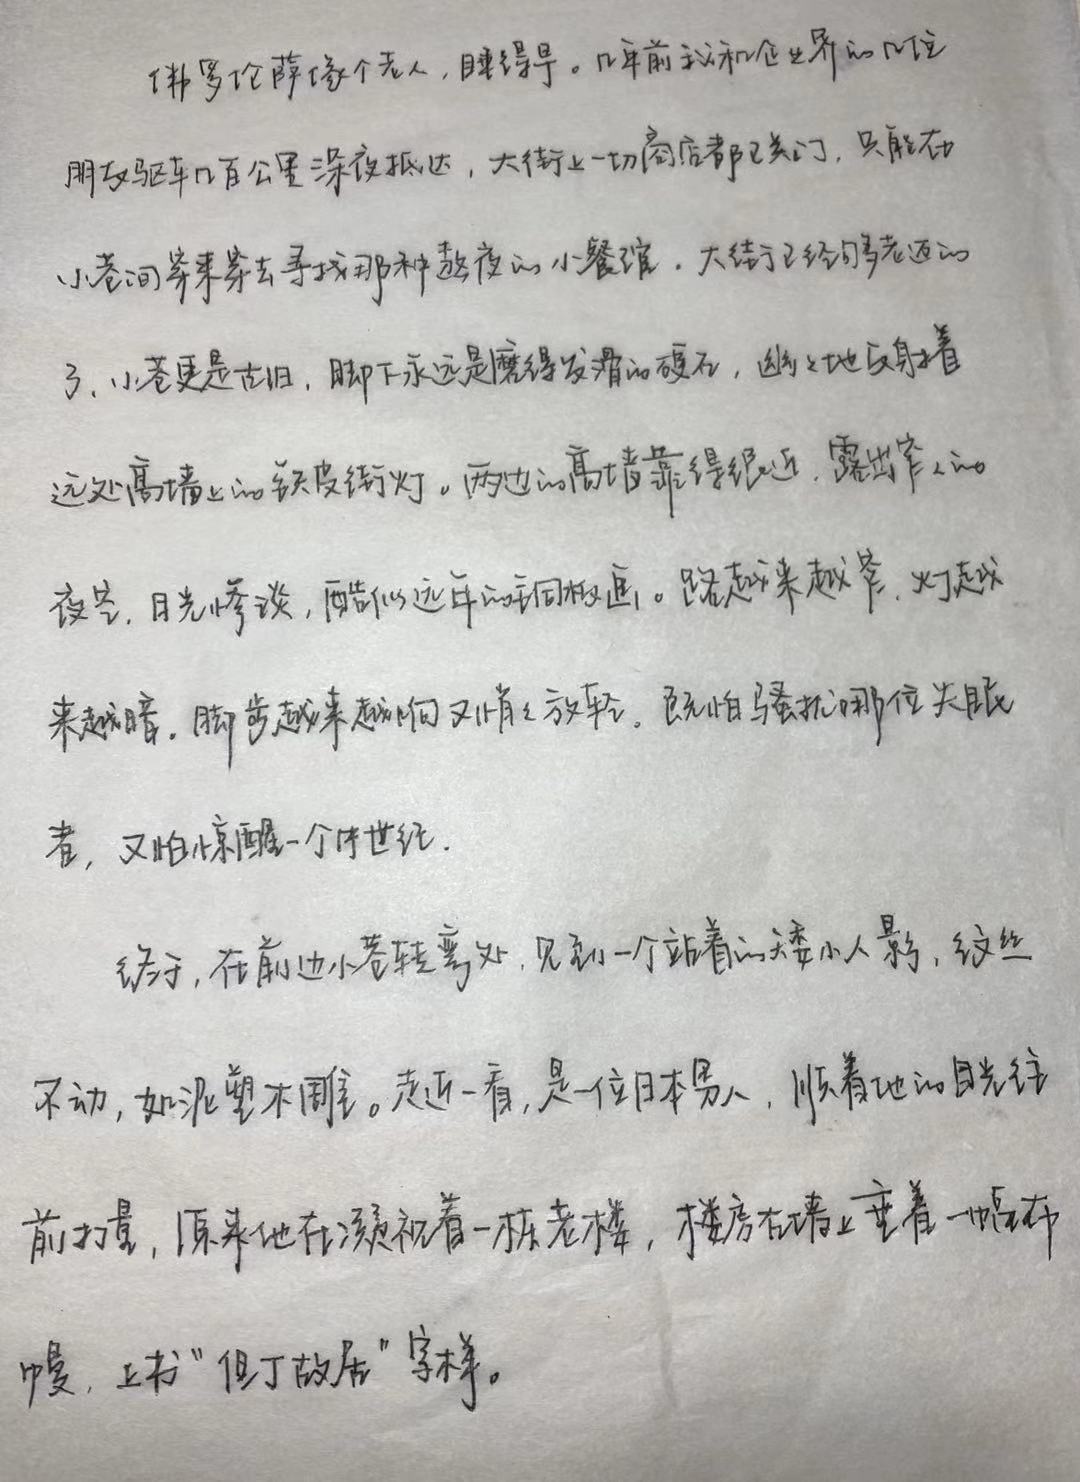 佛罗伦萨像个老人，睡得早。几年前我和企业界的几位
朋友驱车几百公里深夜抵达，大街上一切商店都已关门，只能在
小巷间穿来穿去寻找那种熬夜的小餐馆。大街已经够老迈的
了，小巷更是古旧，脚下永远是磨得发滑的硬石，幽幽地反射着
远处高墙上的铁皮街灯。两边的高墙靠得很近，露出窄窄的
夜空，月光惨淡，酷似远年的铜板画。路越来越窄，灯越
来越暗。脚步越来越响又悄悄放轻，既怕骚扰哪位失眠
者，又怕惊醒一个中世纪。
终于，在前边小巷转弯处，见到一个站着的矮小人影，纹丝
不动，如泥塑木雕。走近一看，是一位日本男人，顺着他的目光往
前打量，原来他在凝视着一栋老楼，楼房右墙上垂着一幅布
幔，上书"但丁故居"字样。